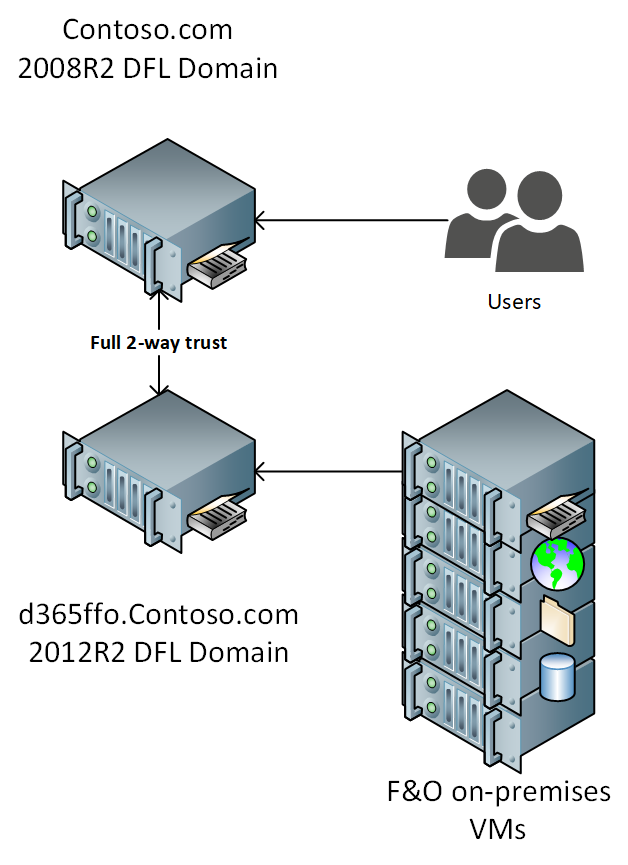 Contoso.com
2008R2 DFL Domain
Users
Full 2-way trust
d365ffo.Contoso.com
2012R2 DFL Domain
F&O on-premises
VMs